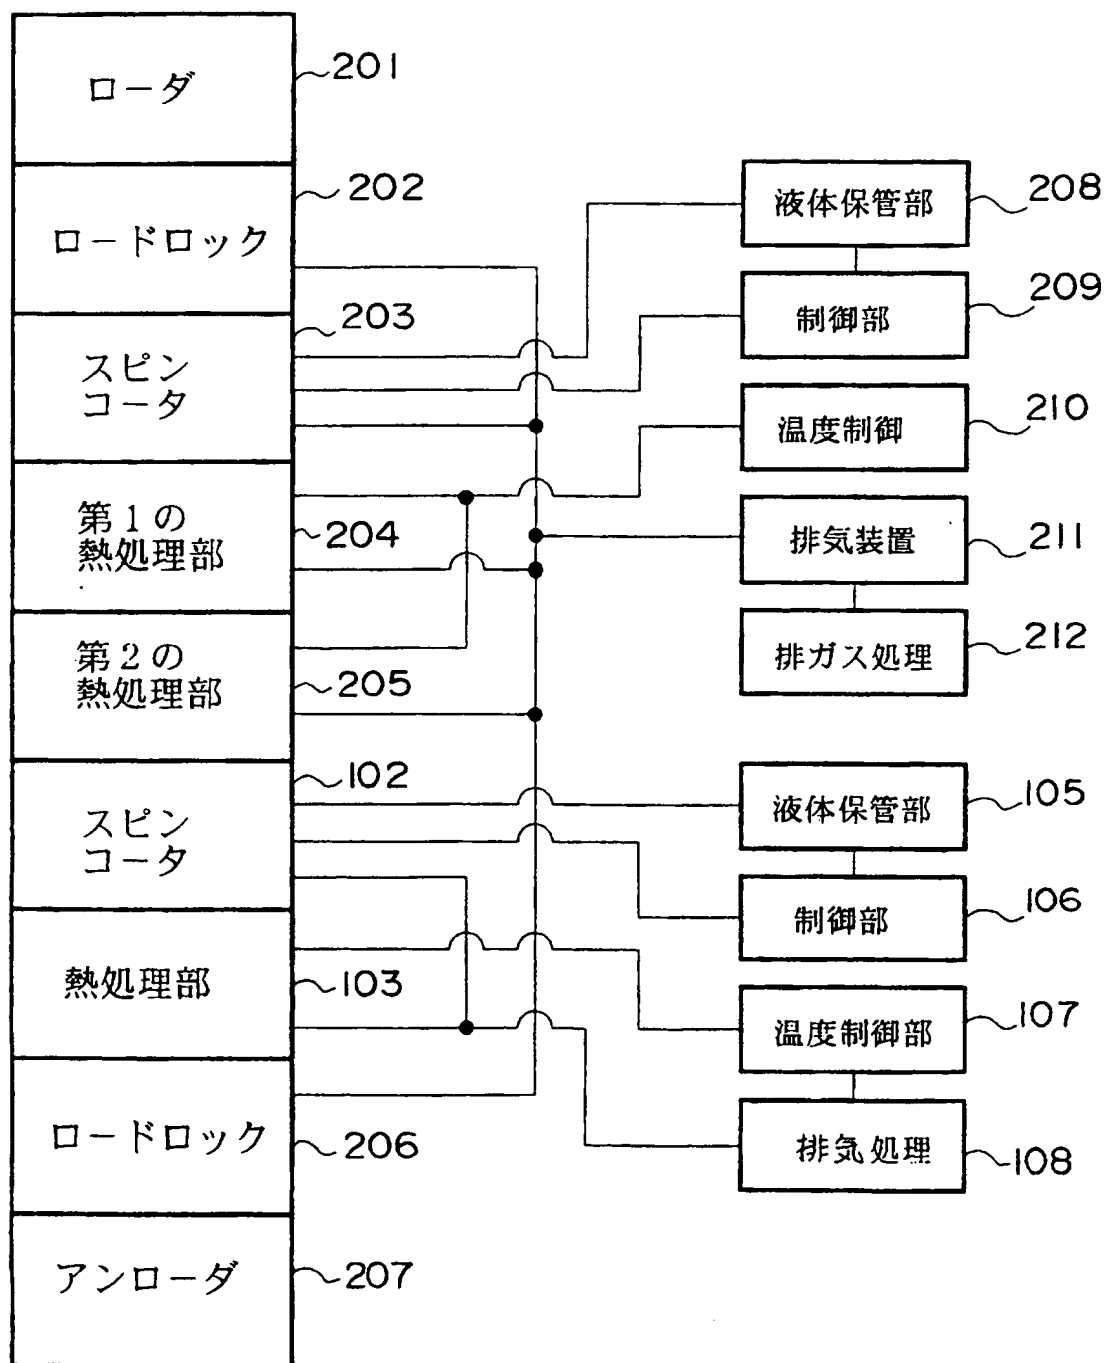 ローダ
201
ロードロック
202
スピン
コータ
203
第1の
熱処理部
204
第2の
熱処理部
205
スピン
コータ
102
熱処理部
103
ロードロック
206
アンローダ
207
液体保管部
208
制御部
209
温度制御
210
排気装置
211
排ガス処理
212
液体保管部
105
制御部
106
温度制御部
107
排気処理
108